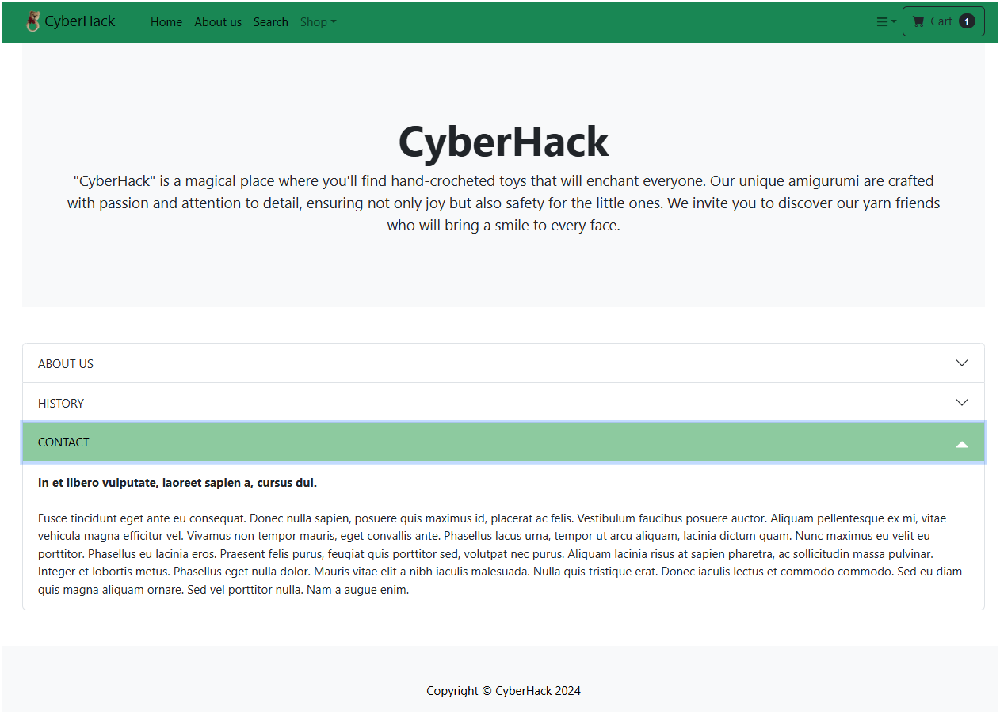 CyberHack Home About us Search Shop Cart 1
CyberHack
"CyberHack" is a magical place where you'll find hand-crocheted toys that will enchant everyone. Our unique amigurumi are crafted
with passion and attention to detail, ensuring not only joy but also safety for the little ones. We invite you to discover our yarn friends
who will bring a smile to every face.
ABOUT US
HISTORY
CONTACT
In et libero vulputate, laoreet sapien a, cursus dui.
Fusce tincidunt eget ante eu consequat. Donec nulla sapien, posuere quis maximus id, placerat ac felis. Vestibulum faucibus posuere auctor. Aliquam pellentesque ex mi, vitae
vehicula magna efficitur vel. Vivamus non tempor mauris, eget convallis ante. Phasellus lacus urna, tempor ut arcu aliquam, lacinia dictum quam. Nunc maximus eu velit eu
porttitor. Phasellus eu lacinia eros. Praesent felis purus, feugiat quis porttitor sed, volutpat nec purus. Aliquam lacinia risus at sapien pharetra, ac sollicitudin massa pulvinar.
Integer et lobortis metus. Phasellus eget nulla dolor. Mauris vitae elit a nibh iaculis malesuada. Nulla quis tristique erat. Donec iaculis lectus et commodo commodo. Sed eu diam
quis magna aliquam ornare. Sed vel porttitor nulla. Nam a augue enim.
Copyright © CyberHack 2024